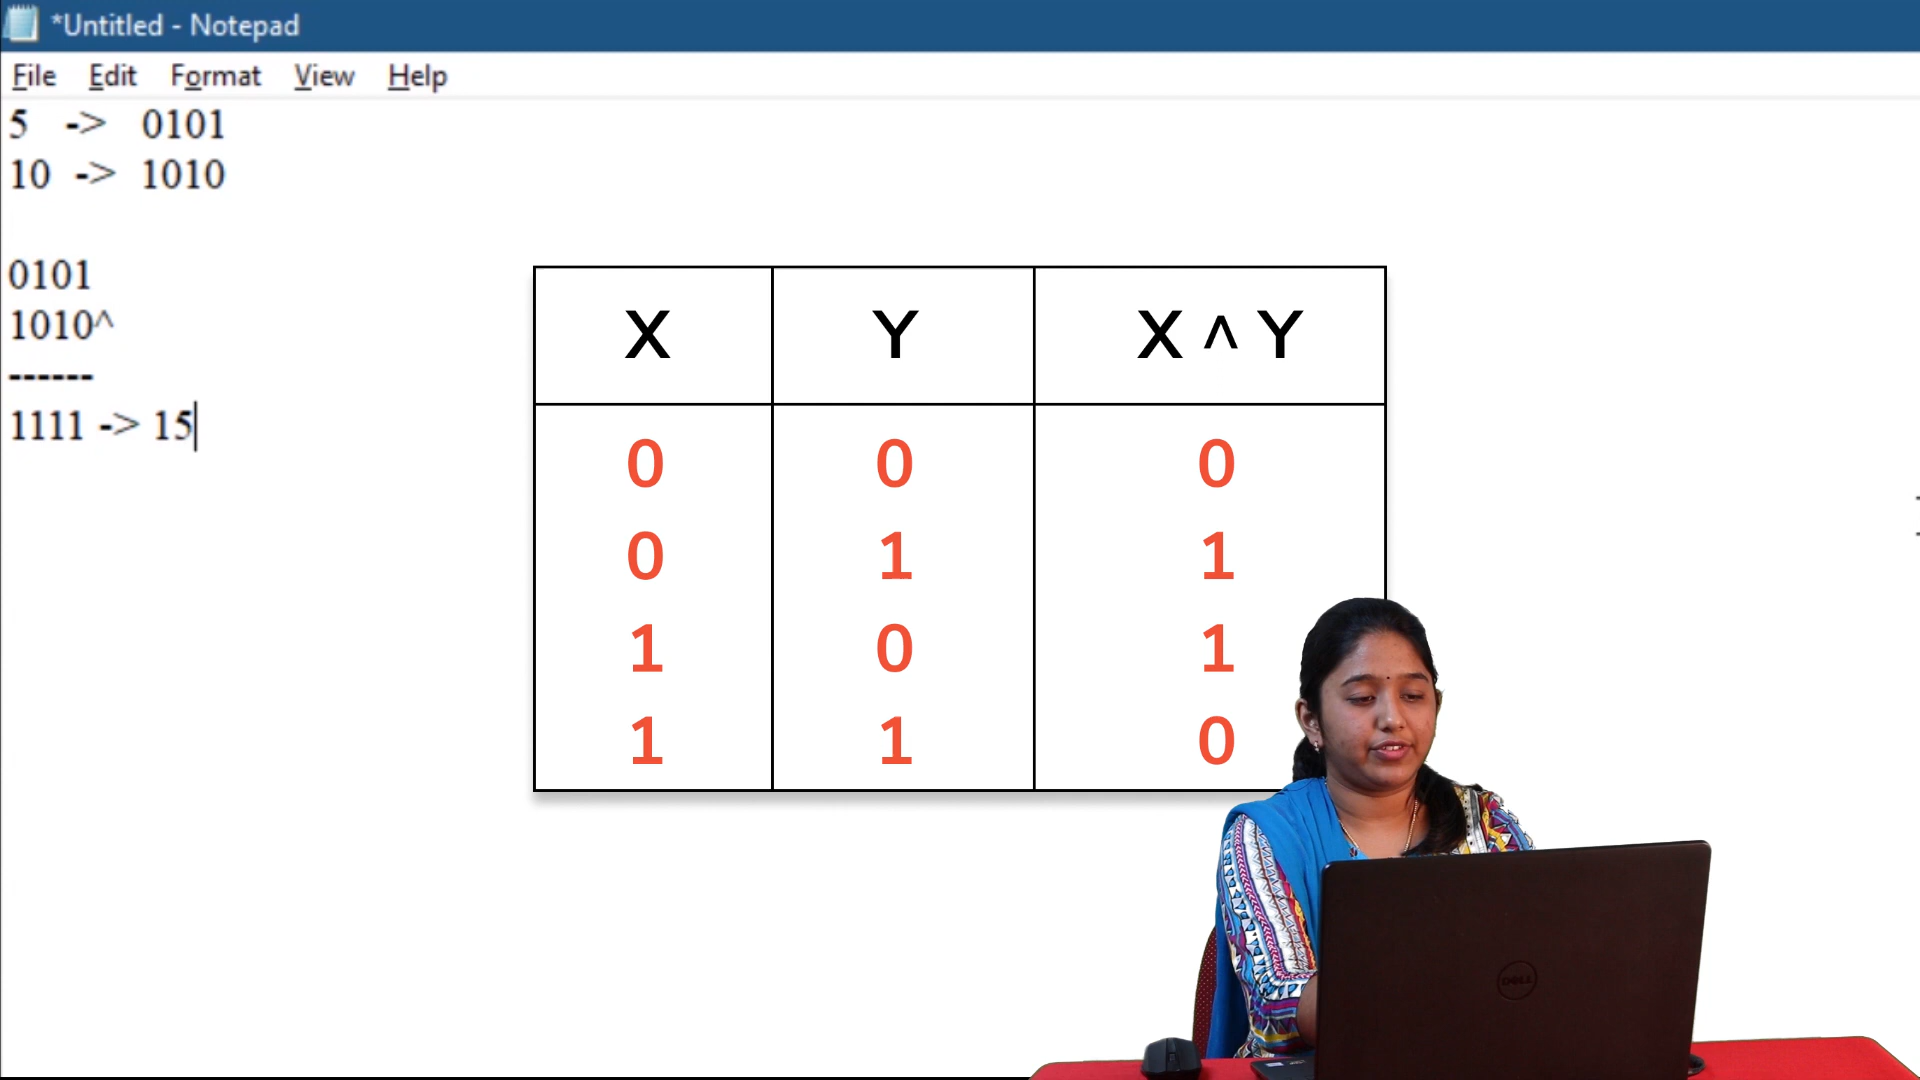 *Untitled - Notepad
File Edit Format View Help
5 -> 0101
10 -> 1010
0101
1010^
------
1111 -> 15
X Y X ^ Y
0 0 0
0 1 1
1 0 1
1 1 0
DELL